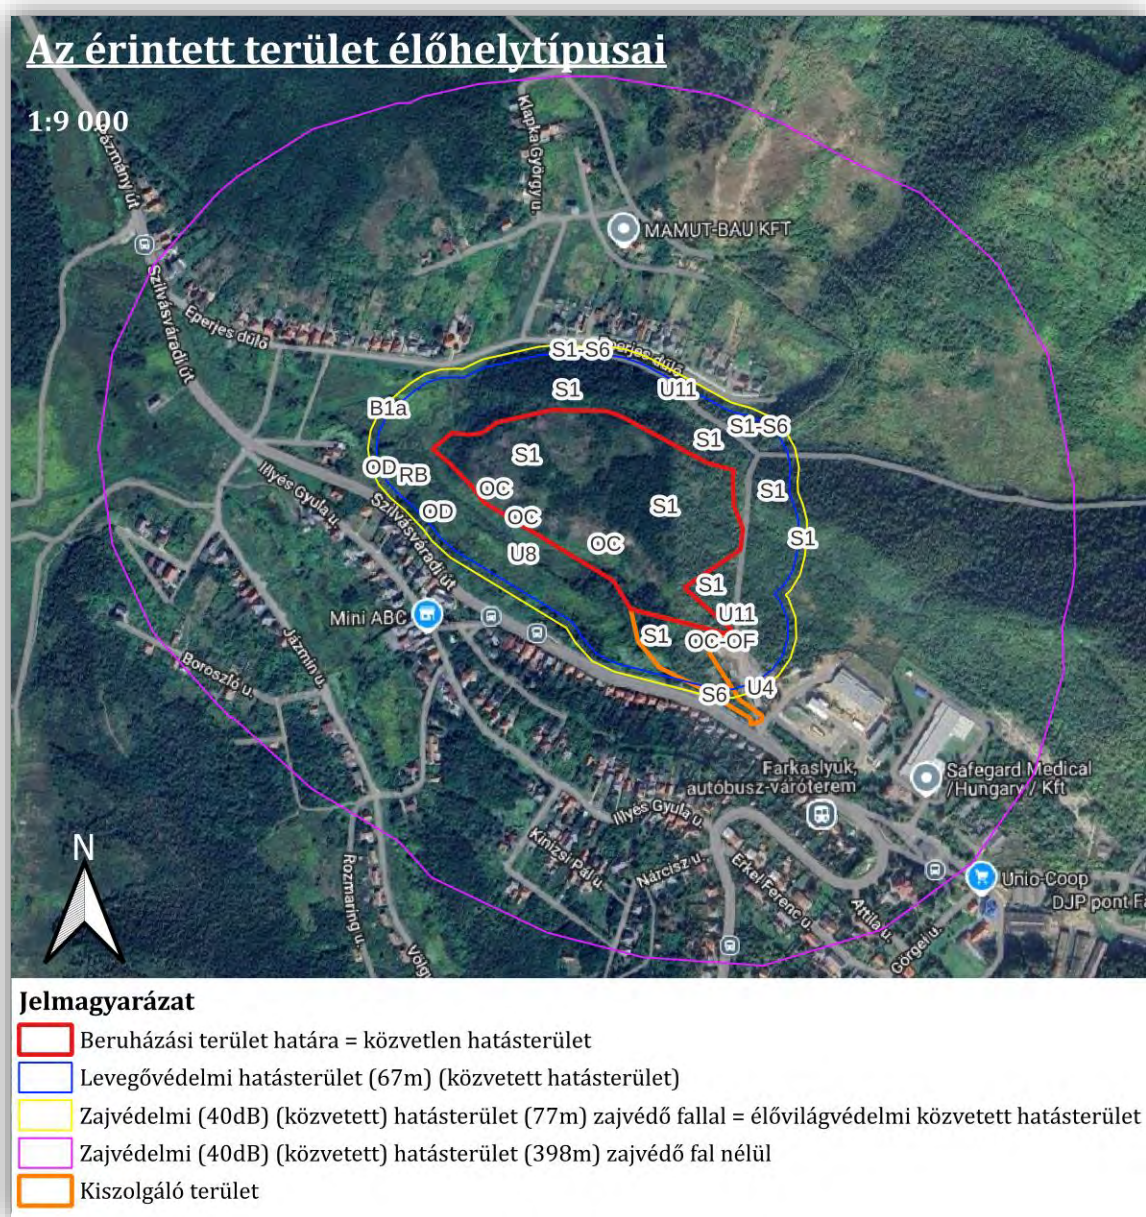 Az érintett terület élőhelytípusai
1:9 000
Pázmány út
Klapka György u.
MAMUT-BAU KFT
Szilvásváradi út
Eperjes dűlő
S1-S6
Eperjes dűlő
S1
U11
B1a
S1-S6
S1
S1
OD
RB
OC
S1
S1
Illyés Gyula u.
OD
OC
Szilvásváradi út
OC
S1
U8
S1
Mini ABC
U11
S1
OC-OF
Boroszló u.
Jázmin u.
S6
U4
Farkaslyuk,
autóbusz-váróterem
Safegard Medical
/Hungary / Kft
Illyés Gyula u.
Kinizsi Pál u.
Nárcisz u.
Erkel Ferenc u.
Attila u.
Görgei u.
Unio-Coop
DJP pont Fa
N
Rozmaring u.
Völgy
Jelmagyarázat
Beruházási terület határa = közvetlen hatásterület
Levegővédelmi hatásterület (67m) (közvetett hatásterület)
Zajvédelmi (40dB) (közvetett) hatásterület (77m) zajvédő fallal = élővilágvédelmi közvetett hatásterület
Zajvédelmi (40dB) (közvetett) hatásterület (398m) zajvédő fal nélül
Kiszolgáló terület